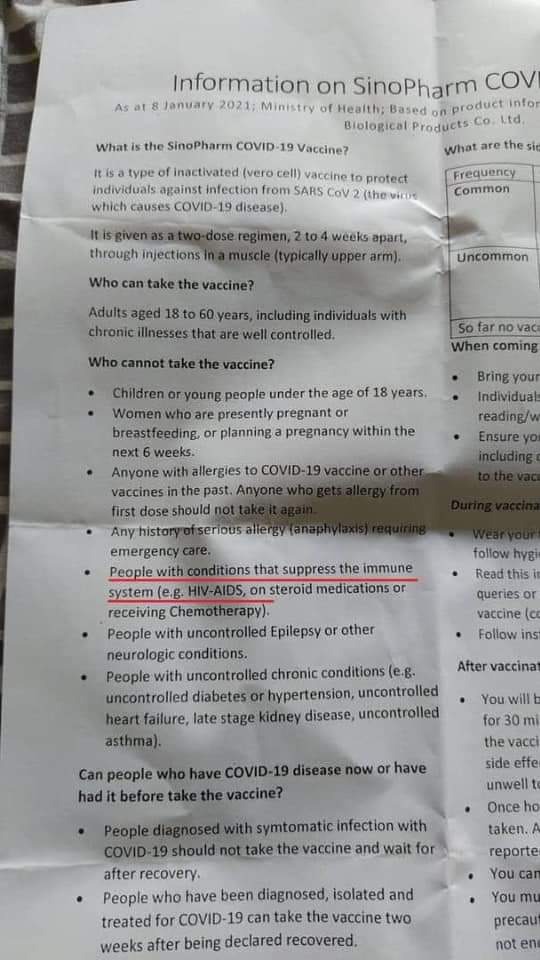 Information on SinoPharm COVI
As at 8 January 2021; Ministry of Health; Based on product infor
Biological Products Co. Ltd.
What is the SinoPharm COVID-19 Vaccine?
It is a type of inactivated (vero cell) vaccine to protect
individuals against infection from SARS CoV 2 (the virus
which causes COVID-19 disease).
It is given as a two-dose regimen, 2 to 4 weeks apart,
through injections in a muscle (typically upper arm).
Who can take the vaccine?
Adults aged 18 to 60 years, including individuals with
chronic illnesses that are well controlled.
Who cannot take the vaccine?
• Children or young people under the age of 18 years.
• Women who are presently pregnant or
breastfeeding, or planning a pregnancy within the
next 6 weeks.
• Anyone with allergies to COVID-19 vaccine or other
vaccines in the past. Anyone who gets allergy from
first dose should not take it again.
• Any history of serious allergy (anaphylaxis) requiring
emergency care.
• People with conditions that suppress the immune
system (e.g. HIV-AIDS, on steroid medications or
receiving Chemotherapy).
• People with uncontrolled Epilepsy or other
neurologic conditions.
• People with uncontrolled chronic conditions (e.g.
uncontrolled diabetes or hypertension, uncontrolled
heart failure, late stage kidney disease, uncontrolled
asthma).
Can people who have COVID-19 disease now or have
had it before take the vaccine?
• People diagnosed with symtomatic infection with
COVID-19 should not take the vaccine and wait for
after recovery.
• People who have been diagnosed, isolated and
treated for COVID-19 can take the vaccine two
weeks after being declared recovered.
What are the sid
Frequency
Common
Uncommon
So far no vacc
When coming
• Bring your
• Individuals
reading/w
• Ensure you
including
to the vacc
During vaccina
• Wear your
follow hygi
• Read this in
queries or
vaccine (co
• Follow inst
After vaccinat
• You will b
for 30 mi
the vacci
side effe
unwell to
• Once ho
taken. A
reporte
• You can
• You mu
precaut
not en